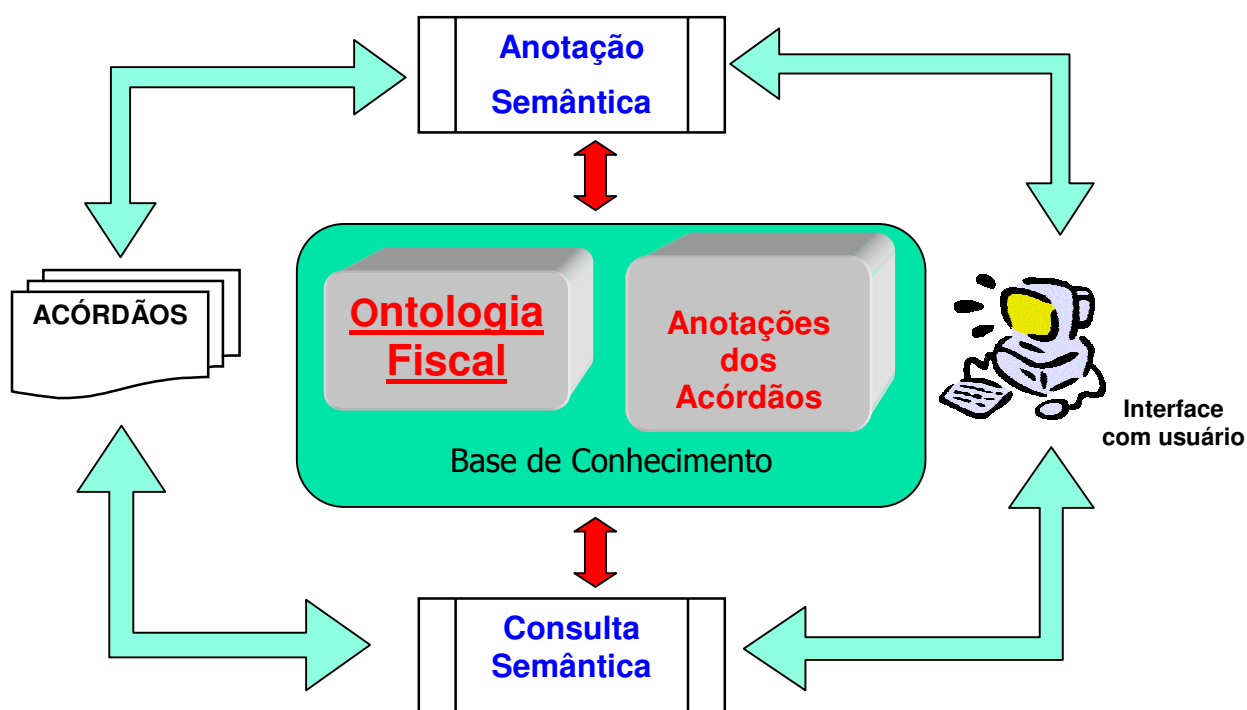 Anotação
Semântica
ACÓRDÃOS
Ontologia
Fiscal
Anotações
dos
Acórdãos
Base de Conhecimento
Interface
com usuário
Consulta
Semântica